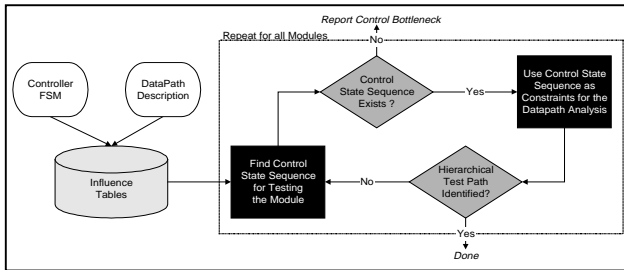 Report Control Bottleneck
Repeat for all Modules
No
Controller
FSM
DataPath
Description
Control
State Sequence
Exists ?
Yes
Use Control State
Sequence as
Constraints for the
Datapath Analysis
Influence
Tables
Find Control
State Sequence
for Testing
the Module
No
Hierarchical
Test Path
Identified?
Yes
Done